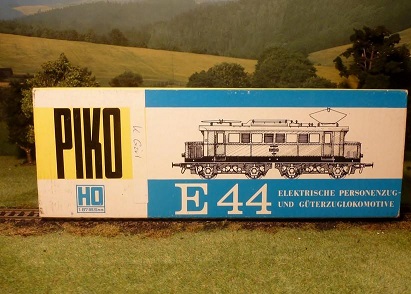 PIKO
HO
E 44
ELEKTRISCHE PERSONENZUG-
UND GÜTERZUGLOKOMOTIVE